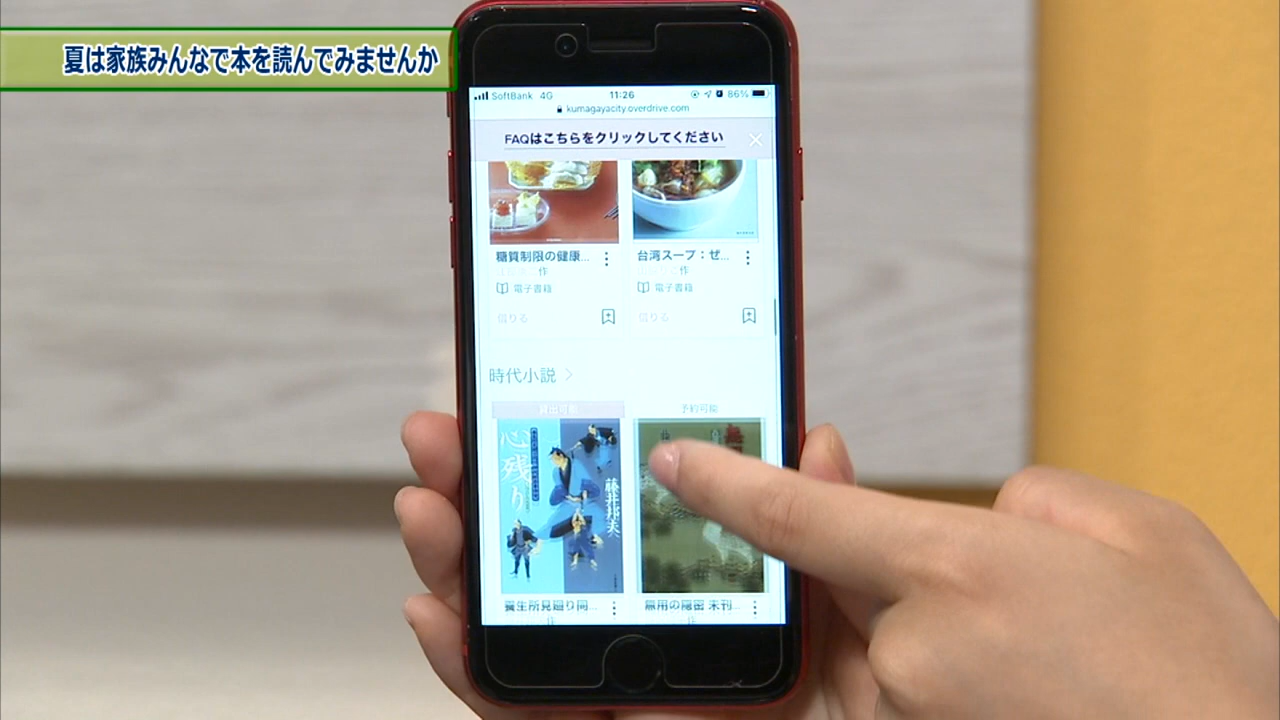 夏は家族みんなで本を読んでみませんか
SoftBank 4G 11:26 86%
kumagayacity.overdrive.com
FAQはこちらをクリックしてください ×
糖質制限の健康... 台湾スープ:ぜ...
作 作
電子書籍 電子書籍
借りる 借りる
時代小説 >
貸出可能 予約可能
心残り
藤井邦夫
養生所見廻り同... 無用の隠密 未刊...